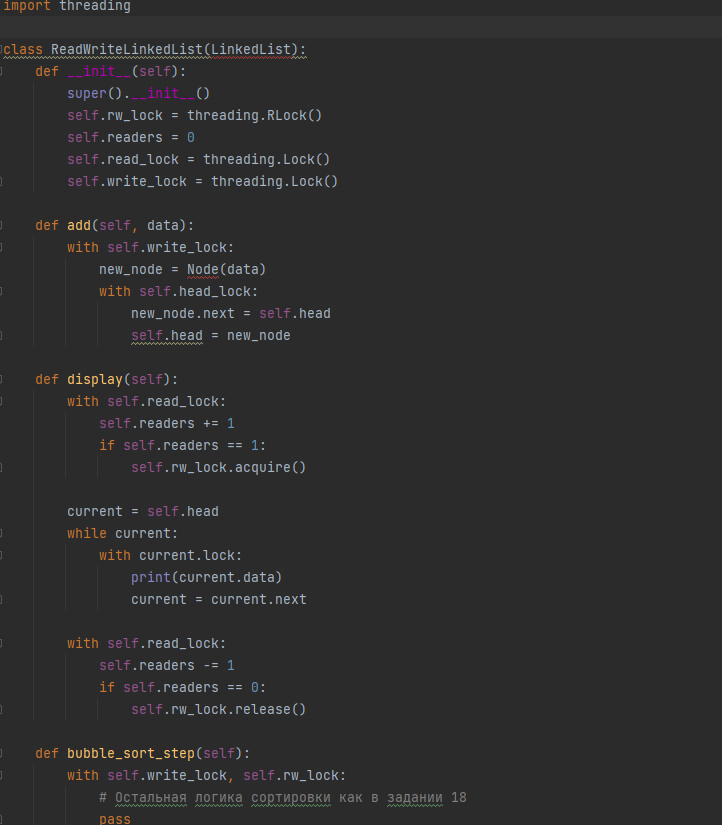 import threading
class ReadWriteLinkedList(LinkedList):
    def __init__(self):
        super().__init__()
        self.rw_lock = threading.RLock()
        self.readers = 0
        self.read_lock = threading.Lock()
        self.write_lock = threading.Lock()
    def add(self, data):
        with self.write_lock:
            new_node = Node(data)
            with self.head_lock:
                new_node.next = self.head
                self.head = new_node
    def display(self):
        with self.read_lock:
            self.readers += 1
            if self.readers == 1:
                self.rw_lock.acquire()
        current = self.head
        while current:
            with current.lock:
                print(current.data)
                current = current.next
        with self.read_lock:
            self.readers -= 1
            if self.readers == 0:
                self.rw_lock.release()
    def bubble_sort_step(self):
        with self.write_lock, self.rw_lock:
            # Остальная логика сортировки как в задании 18
            pass